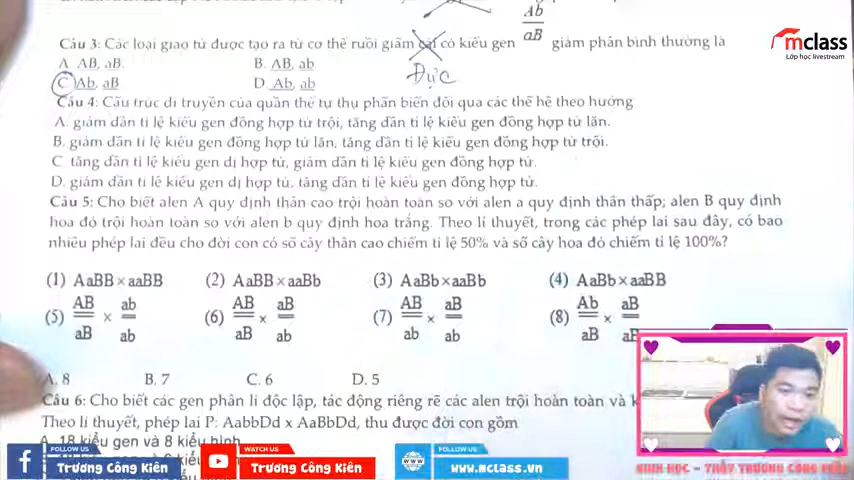 Ab
aB
Câu 3: Các loại giao tử được tạo ra từ cơ thể ruồi giấm cái có kiểu gen giảm phân bình thường là
A. AB, aB.
B. AB, ab
Đực
C. Ab, aB
D. Ab, ab
Câu 4: Cấu trúc di truyền của quần thể tự thụ phấn biến đổi qua các thế hệ theo hướng
A. giảm dần tỉ lệ kiểu gen đồng hợp tử trội, tăng dần tỉ lệ kiểu gen đồng hợp tử lặn.
B. giảm dần tỉ lệ kiểu gen đồng hợp tử lặn, tăng dần tỉ lệ kiểu gen đồng hợp tử trội.
C. tăng dần tỉ lệ kiểu gen dị hợp tử, giảm dần tỉ lệ kiểu gen đồng hợp tử.
D. giảm dần tỉ lệ kiểu gen dị hợp tử, tăng dần tỉ lệ kiểu gen đồng hợp tử.
Câu 5: Cho biết alen A quy định thân cao trội hoàn toàn so với alen a quy định thân thấp; alen B quy định
hoa đỏ trội hoàn toàn so với alen b quy định hoa trắng. Theo lí thuyết, trong các phép lai sau đây, có bao
nhiêu phép lai đều cho đời con có số cây thân cao chiếm tỉ lệ 50% và số cây hoa đỏ chiếm tỉ lệ 100%?
(1) AaBB × aaBB (2) AaBB × aaBb (3) AaBb × aaBb (4) AaBb × aaBB
AB ab AB aB AB aB Ab aB
(5) × (6) × (7) × (8) ×
aB ab aB ab ab ab aB
A. 8 B. 7 C. 6 D. 5
Câu 6: Cho biết các gen phân li độc lập, tác động riêng rẽ các alen trội hoàn toàn và
Theo lí thuyết, phép lai P: AabbDd x AaBbDd, thu được đời con gồm
A. 18 kiểu gen và 8 kiểu hình
mclass
Lớp học livestream
FOLLOW US
Trương Công Kiên
WATCH US
Trương Công Kiên
FOLLOW US
www.mclass.vn
SINH HỌC - THẦY TRƯƠNG CÔNG KIÊN